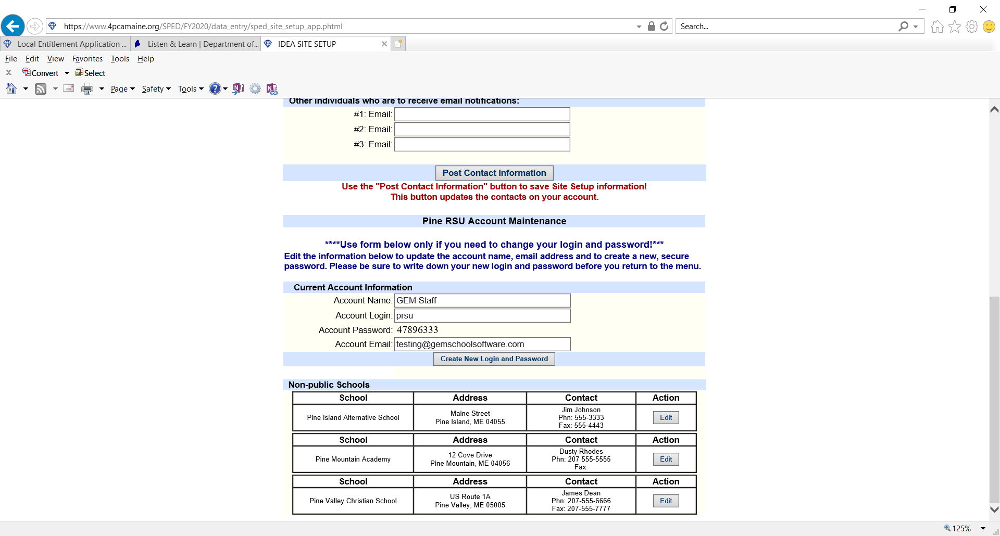 https://www.4pcamaine.org/SPED/FY2020/data_entry/sped_site_setup_app.phtml
Search...
Local Entitlement Application ...
Listen & Learn | Department of...
IDEA SITE SETUP
File Edit View Favorites Tools Help
x Convert Select
Page Safety Tools
Other individuals who are to receive email notifications:
#1: Email:
#2: Email:
#3: Email:
Post Contact Information
Use the "Post Contact Information" button to save Site Setup information!
This button updates the contacts on your account.
Pine RSU Account Maintenance
****Use form below only if you need to change your login and password!***
Edit the information below to update the account name, email address and to create a new, secure
password. Please be sure to write down your new login and password before you return to the menu.
Current Account Information
Account Name: GEM Staff
Account Login: prsu
Account Password: 47896333
Account Email: testing@gemschoolsoftware.com
Create New Login and Password
Non-public Schools
School Address Contact Action
Pine Island Alternative School
Maine Street
Pine Island, ME 04055
Jim Johnson
Phn: 555-3333
Fax: 555-4443
Edit
School Address Contact Action
Pine Mountain Academy
12 Cove Drive
Pine Mountain, ME 04056
Dusty Rhodes
Phn: 207 555-5555
Fax:
Edit
School Address Contact Action
Pine Valley Christian School
US Route 1A
Pine Valley, ME 05005
James Dean
Phn: 207-555-6666
Fax: 207-555-7777
Edit
125%